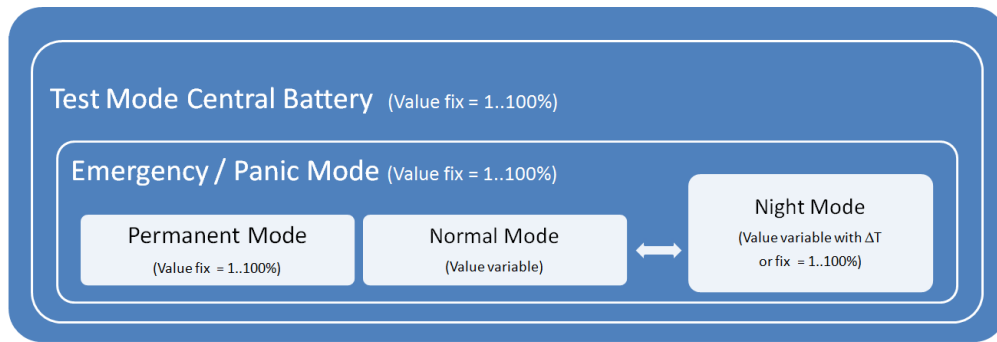 Test Mode Central Battery (Value fix = 1..100%)
Emergency / Panic Mode (Value fix = 1..100%)
Permanent Mode
(Value fix = 1..100%)
Normal Mode
(Value variable)
Night Mode
(Value variable with ΔT
or fix = 1..100%)